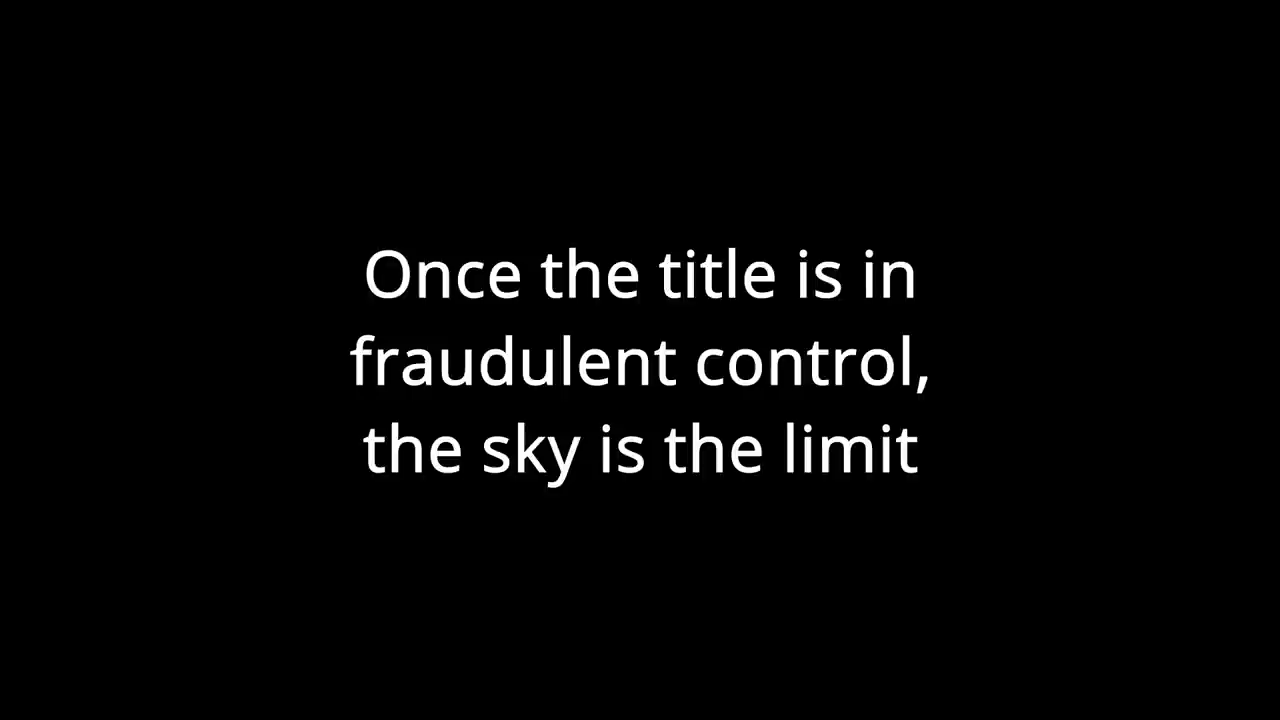 Once the title is in
fraudulent control,
the sky is the limit